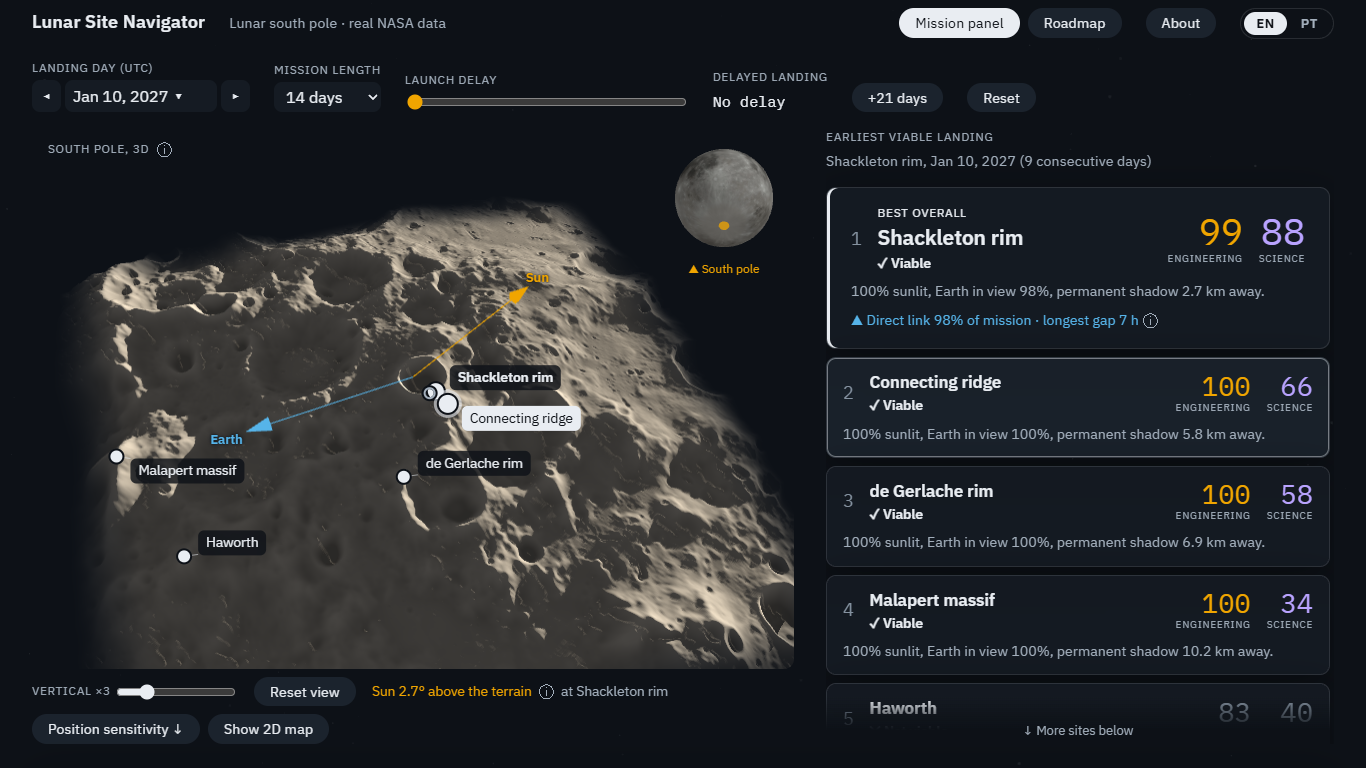 Lunar Site Navigator
Lunar south pole · real NASA data
Mission panel
Roadmap
About
EN
PT
LANDING DAY (UTC)
◂
Jan 10, 2027 ▾
▸
MISSION LENGTH
14 days
LAUNCH DELAY
DELAYED LANDING
No delay
+21 days
Reset
SOUTH POLE, 3D ⓘ
▲ South pole
Sun
Shackleton rim
Connecting ridge
Earth
de Gerlache rim
Malapert massif
Haworth
VERTICAL ×3
Reset view
Sun 2.7° above the terrain ⓘ at Shackleton rim
Position sensitivity ↓
Show 2D map
EARLIEST VIABLE LANDING
Shackleton rim, Jan 10, 2027 (9 consecutive days)
BEST OVERALL
1
Shackleton rim
✓ Viable
99
ENGINEERING
88
SCIENCE
100% sunlit, Earth in view 98%, permanent shadow 2.7 km away.
▲ Direct link 98% of mission · longest gap 7 h ⓘ
2
Connecting ridge
✓ Viable
100
ENGINEERING
66
SCIENCE
100% sunlit, Earth in view 100%, permanent shadow 5.8 km away.
3
de Gerlache rim
✓ Viable
100
ENGINEERING
58
SCIENCE
100% sunlit, Earth in view 100%, permanent shadow 6.9 km away.
4
Malapert massif
✓ Viable
100
ENGINEERING
34
SCIENCE
100% sunlit, Earth in view 100%, permanent shadow 10.2 km away.
5
Haworth
83
40
↓ More sites below